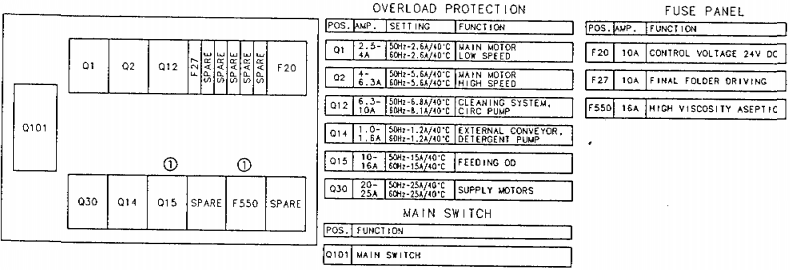 OVERLOAD PROTECTION
POS. AMP. SETTING FUNCTION
Q1 2.5-4A 50Hz-2.6A/40°C 60Hz-2.6A/40°C MAIN MOTOR LOW SPEED
Q2 4-6.3A 50Hz-5.6A/40°C 60Hz-5.6A/40°C MAIN MOTOR HIGH SPEED
Q12 6.3-10A 50Hz-6.8A/40°C 60Hz-8.1A/40°C CLEANING SYSTEM, CIRC PUMP
Q14 1.0-1.6A 50Hz-1.2A/40°C 60Hz-1.2A/40°C EXTERNAL CONVEYOR, DETERGENT PUMP
Q15 10-16A 50Hz-15A/40°C 60Hz-15A/40°C FEEDING OD
Q30 20-25A 50Hz-25A/40°C 60Hz-25A/40°C SUPPLY MOTORS
MAIN SWITCH
POS. FUNCTION
Q101 MAIN SWITCH
FUSE PANEL
POS. AMP. FUNCTION
F20 10A CONTROL VOLTAGE 24V DC
F27 10A FINAL FOLDER DRIVING
F550 16A HIGH VISCOSITY ASEPTIC
Q101
Q1 Q2 Q12 F27 SPARE SPARE SPARE SPARE SPARE F20
① ①
Q30 Q14 Q15 SPARE F550 SPARE